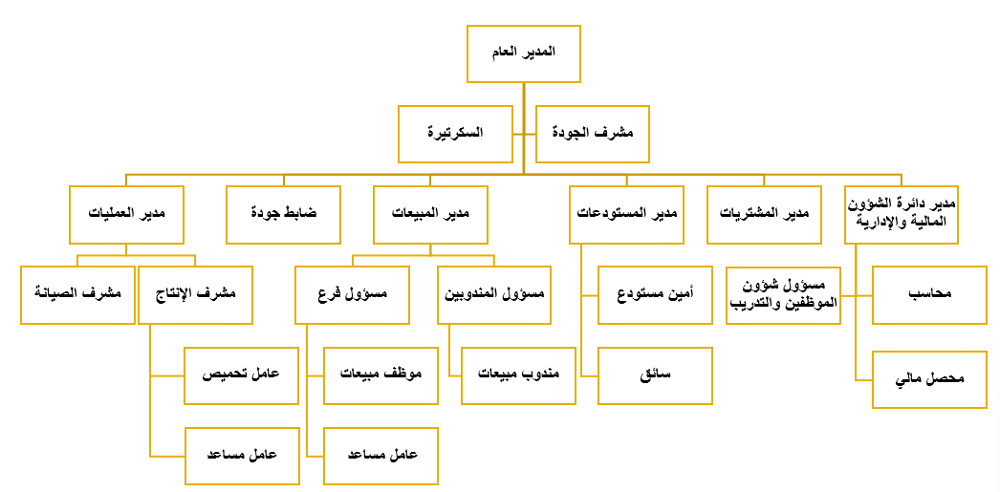 المدير العام
مشرف الجودة
السكرتيرة
مدير دائرة الشؤون
المالية والإدارية
مدير المشتريات
مدير المستودعات
مدير المبيعات
ضابط جودة
مدير العمليات
محاسب
مسؤول شؤون
الموظفين والتدريب
أمين مستودع
مسؤول المندوبين
مسؤول فرع
مشرف الإنتاج
مشرف الصيانة
محصل مالي
سائق
مندوب مبيعات
موظف مبيعات
عامل تحميص
عامل مساعد
عامل مساعد